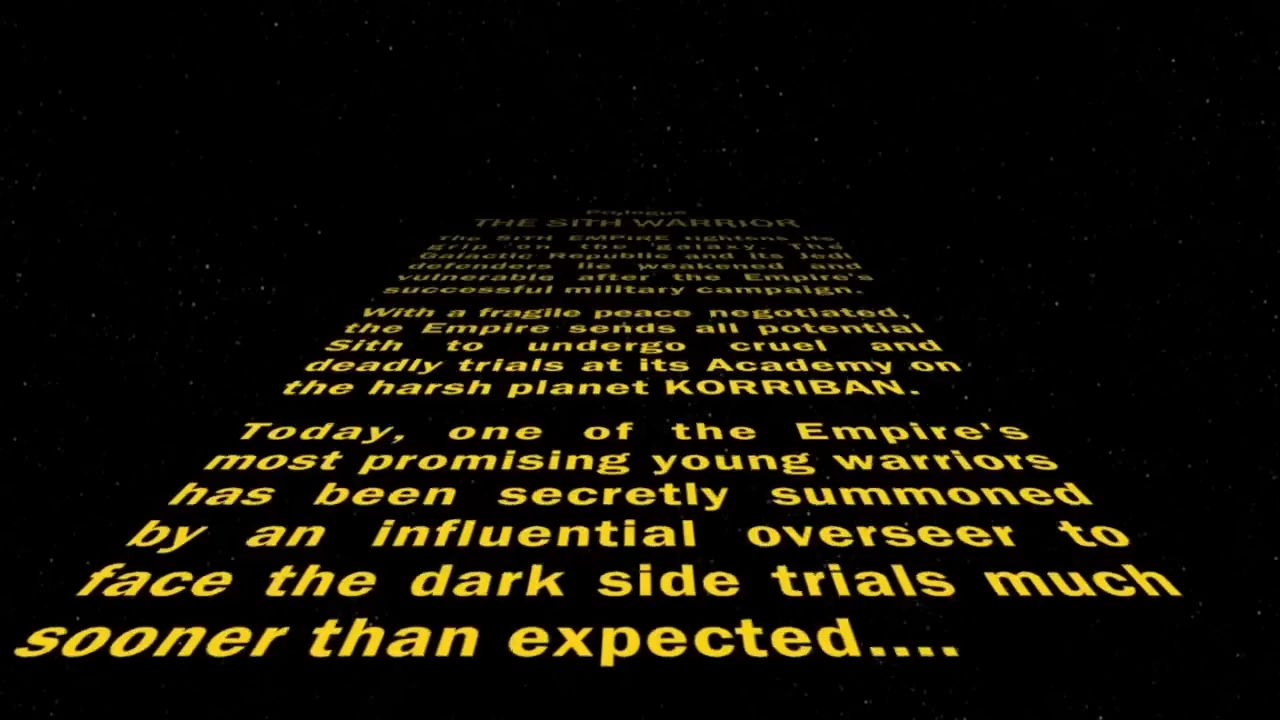 Prologue
THE SITH WARRIOR
The SITH EMPIRE tightens its
grip on the galaxy. The
Galactic Republic and its Jedi
defenders lie weakened and
vulnerable after the Empire's
successful military campaign.
With a fragile peace negotiated,
the Empire sends all potential
Sith to undergo cruel and
deadly trials at its Academy on
the harsh planet KORRIBAN.
Today, one of the Empire's
most promising young warriors
has been secretly summoned
by an influential overseer to
face the dark side trials much
sooner than expected....